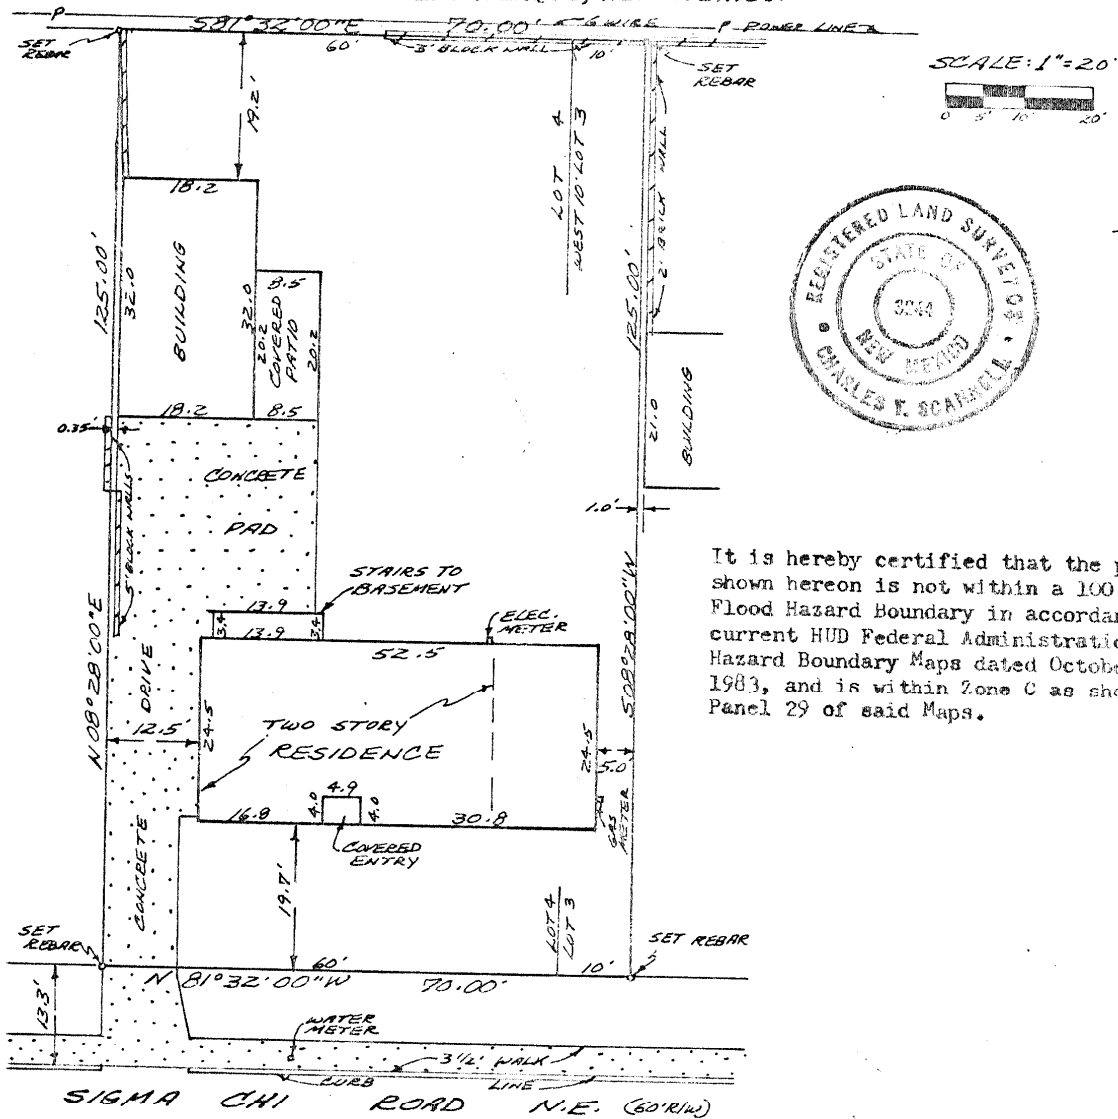 S81°32'00"E 70.00' 6 WIRE P POWER LINE
P
SET
REBAR
60'
3' BLOCK WALL
10'
SET
REBAR
SCALE: 1"=20'
0 5' 10' 20'
19.2'
LOT 4
WEST 10' LOT 3
2' BRICK WALL
REGISTERED LAND SURVEYOR
STATE OF
3244
NEW MEXICO
CHARLES T. SCANNELL
18.2
125.00'
32.0
BUILDING
32.0
8.5
20.2
COVERED
PATIO
20.2
125.00'
18.2
8.5
21.0
BUILDING
0.35'
5' BLOCK WALLS
CONCRETE
PAD
1.0'
STAIRS TO
BASEMENT
13.9
3.4
13.9
3.4
ELEC.
METER
52.5
N08°28'00"E
S08°28'00"W
DRIVE
12.5'
24.5
TWO STORY
RESIDENCE
24.5
5.0'
4.9
4.0
4.0
16.8
30.8
GAS
METER
COVERED
ENTRY
It is hereby certified that the
shown hereon is not within a 100
Flood Hazard Boundary in accordan
current HUD Federal Administratio
Hazard Boundary Maps dated Octobe
1983, and is within Zone C as sho
Panel 29 of said Maps.
CONCRETE
19.7'
LOT 4
LOT 3
SET
REBAR
SET REBAR
60'
10'
N 81°32'00"W 70.00'
13.3'
WATER
METER
3 1/2' WALK
CURB LINE
SIGMA CHI ROAD N.E. (60'R/W)